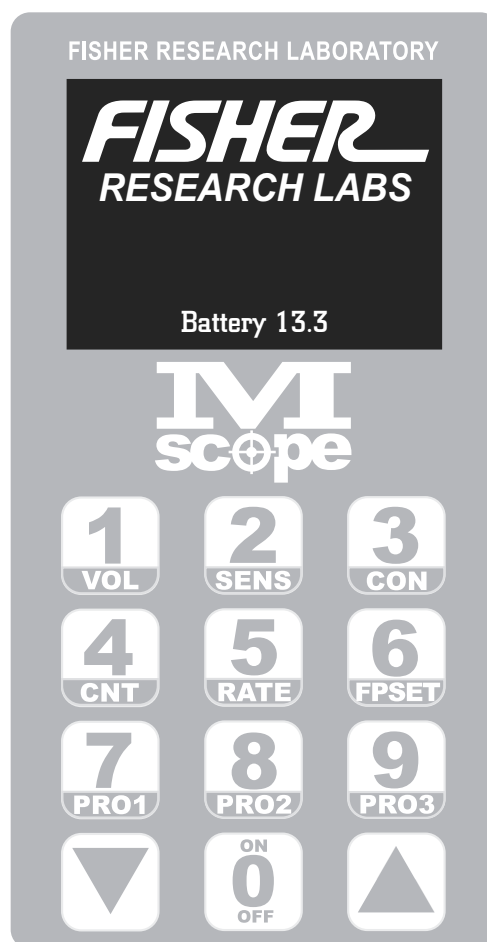 FISHER RESEARCH LABORATORY
FISHER
RESEARCH LABS
Battery 13.3
M
scope
1 2 3
VOL SENS CON
4 5 6
CNT RATE FPSET
7 8 9
PRO1 PRO2 PRO3
ON
0
OFF